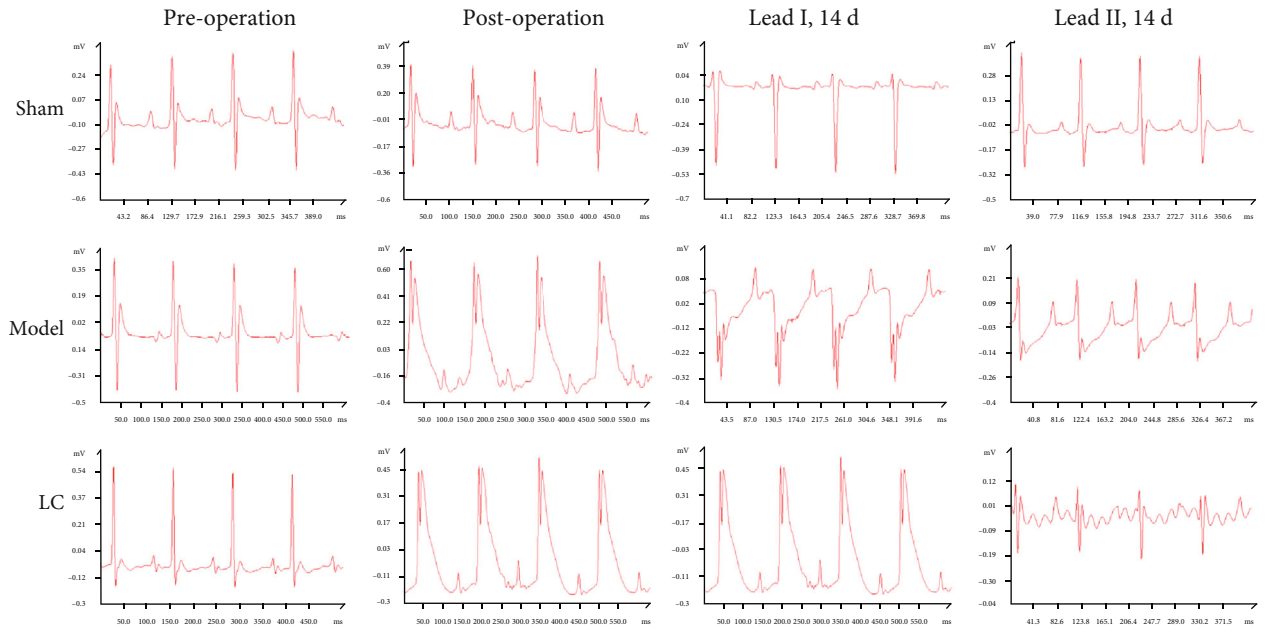 Pre-operation Post-operation Lead I, 14 d Lead II, 14 d
Sham
mV
0.24
0.07
−0.10
−0.27
−0.43
−0.6
43.2 86.4 129.7 172.9 216.1 259.3 302.5 345.7 389.0 ms
mV
0.39
0.24
−0.01
−0.17
−0.36
−0.6
50.0 100.0 150.0 200.0 250.0 300.0 350.0 400.0 450.0 ms
mV
0.04
−0.10
−0.24
−0.49
−0.53
−0.7
41.1 82.2 123.3 164.3 205.4 246.5 287.6 328.7 369.8 ms
mV
0.28
0.13
−0.02
−0.17
−0.32
−0.5
39.0 77.9 116.9 155.8 194.8 233.7 272.7 311.6 350.6 ms
Model
mV
0.35
0.19
0.02
0.14
−0.31
−0.5
50.0 100.0 150.0 200.0 250.0 300.0 350.0 400.0 450.0 500.0 550.0 ms
mV
0.60
0.41
0.22
0.02
−0.16
−0.4
50.0 100.0 150.0 200.0 250.0 300.0 350.0 400.0 450.0 500.0 550.0 ms
mV
0.08
0.02
−0.12
−0.22
−0.32
−0.4
43.5 87.0 130.5 174.0 217.5 261.0 304.6 348.1 391.6 ms
mV
0.21
0.09
−0.03
−0.14
−0.26
−0.4
40.8 81.6 122.4 163.2 204.0 244.8 285.6 326.4 367.2 ms
LC
mV
0.54
0.37
0.21
0.04
−0.12
−0.3
50.0 100.0 150.0 200.0 250.0 300.0 350.0 400.0 450.0 ms
mV
0.45
0.31
0.17
0.03
−0.11
−0.3
50.0 100.0 150.0 200.0 250.0 300.0 350.0 400.0 450.0 500.0 550.0 ms
mV
0.45
0.31
−0.17
−0.03
−0.11
−0.3
50.0 100.0 150.0 200.0 250.0 300.0 350.0 400.0 450.0 500.0 550.0 ms
mV
0.12
−0.01
−0.09
−0.19
−0.30
−0.04
41.3 82.6 123.8 165.1 206.4 247.7 289.0 330.2 371.5 ms